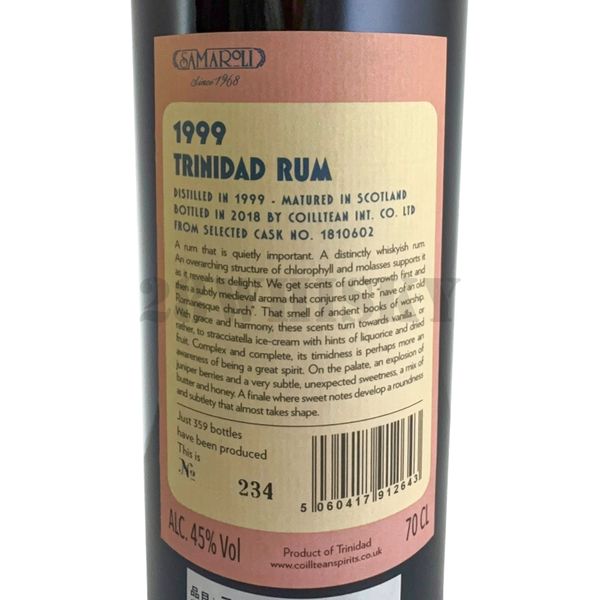 SAMAROLI
Since 1968
1999
TRINIDAD RUM
DISTILLED IN 1999 - MATURED IN SCOTLAND
BOTTLED IN 2018 BY COILLTEAN INT. CO. LTD
FROM SELECTED CASK NO. 1810602
A rum that is quietly important. A distinctly whiskyish rum.
An overarching structure of chlorophyll and molasses supports it
as it reveals its delights. We get scents of undergrowth first and
then a subtly medieval aroma that conjures up the "nave of an old
Romanesque church". That smell of ancient books of worship.
With grace and harmony, these scents turn towards vanilla, or
rather, to stracciatella ice-cream with hints of liquorice and dried
fruit. Complex and complete, its timidness is perhaps more an
awareness of being a great spirit. On the palate, an explosion of
juniper berries and a very subtle, unexpected sweetness, a mix of
butter and honey. A finale where sweet notes develop a roundness
and subtlety that almost takes shape.
Just 359 bottles
have been produced
This is
No 234
5 060417 912643
ALC. 45% Vol
70 CL
Product of Trinidad
www.coillteanspirits.co.uk
品名